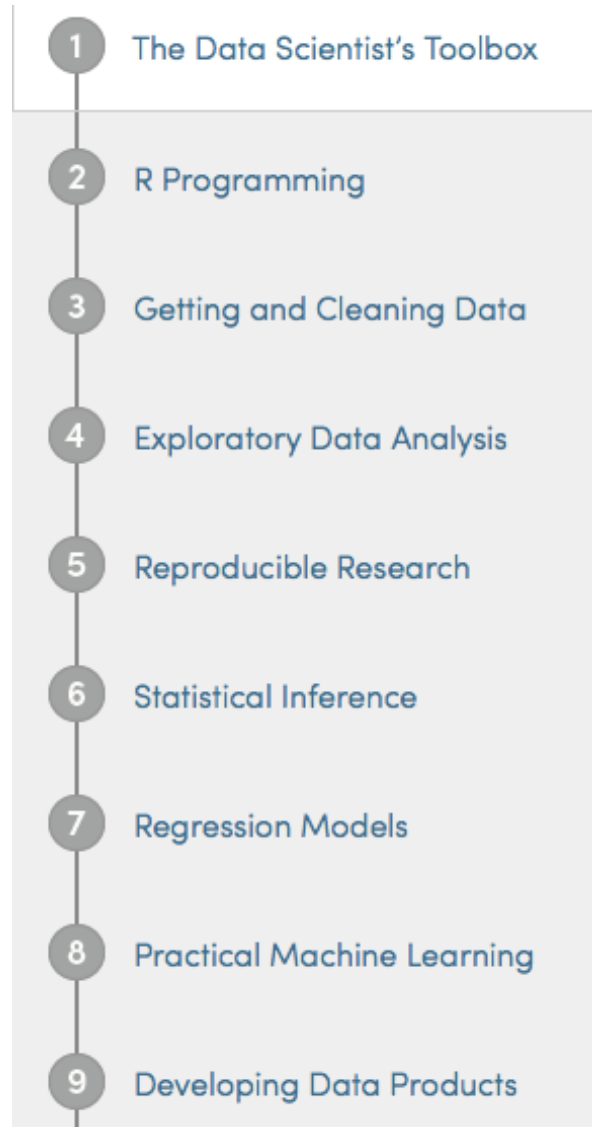 1 The Data Scientist's Toolbox
2 R Programming
3 Getting and Cleaning Data
4 Exploratory Data Analysis
5 Reproducible Research
6 Statistical Inference
7 Regression Models
8 Practical Machine Learning
9 Developing Data Products